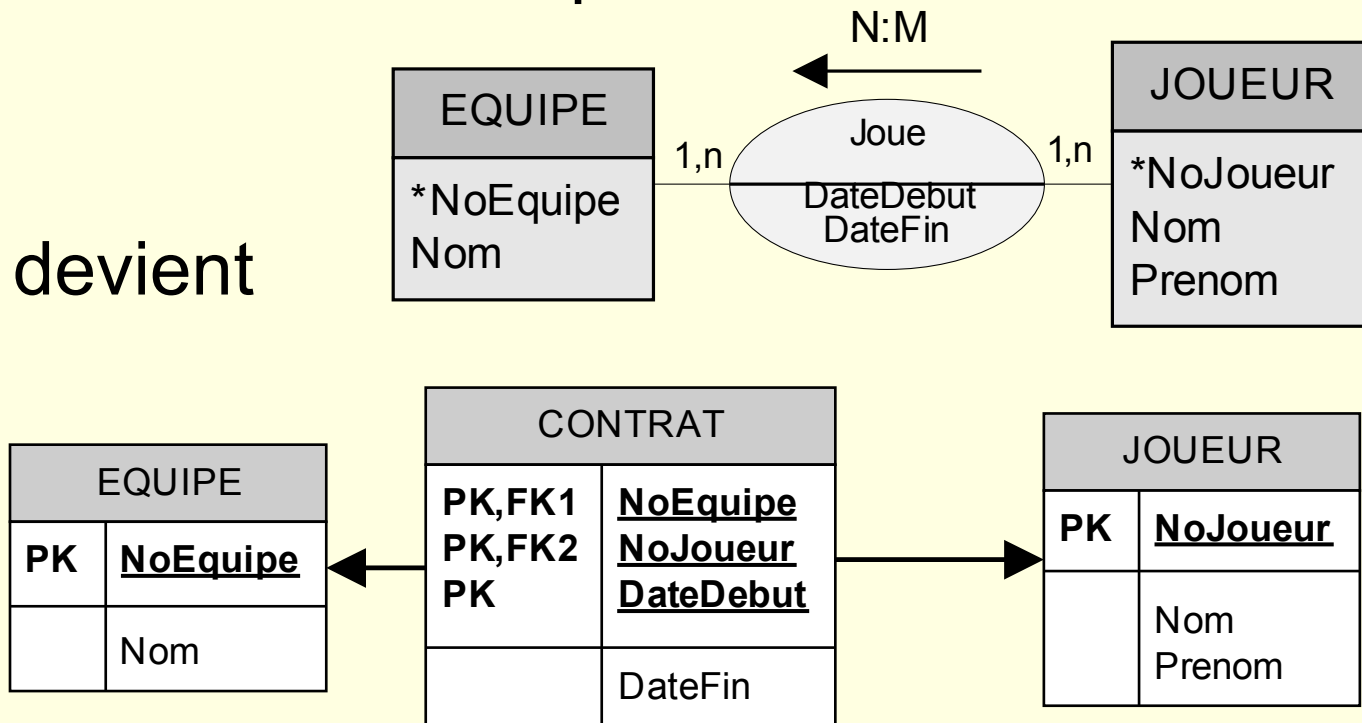 N:M
EQUIPE
*NoEquipe
Nom
1,n
Joue
DateDebut
DateFin
1,n
JOUEUR
*NoJoueur
Nom
Prenom
devient
EQUIPE
PK NoEquipe
Nom
CONTRAT
PK,FK1 NoEquipe
PK,FK2 NoJoueur
PK DateDebut
DateFin
JOUEUR
PK NoJoueur
Nom
Prenom